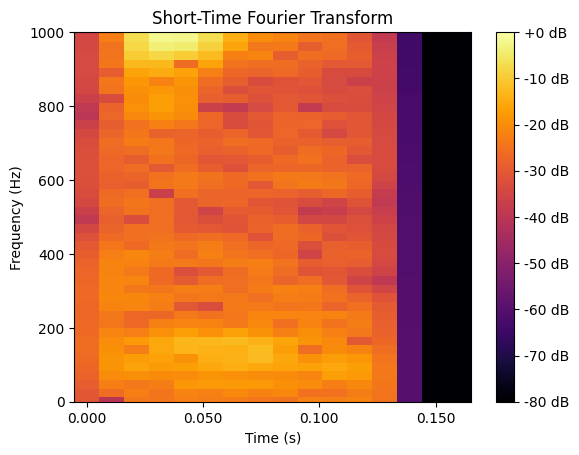 Short-Time Fourier Transform
1000
800
600
400
200
0
Frequency (Hz)
0.000
0.050
0.100
0.150
Time (s)
+0 dB
-10 dB
-20 dB
-30 dB
-40 dB
-50 dB
-60 dB
-70 dB
-80 dB